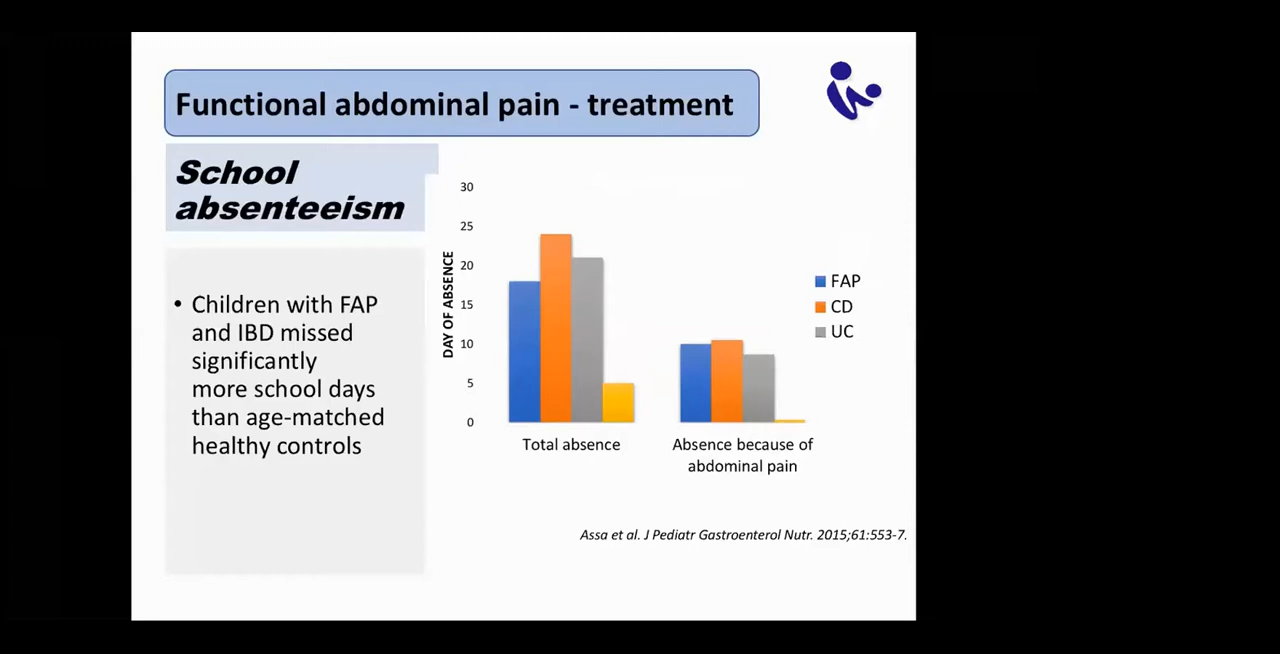 Functional abdominal pain - treatment
School
absenteeism
• Children with FAP
and IBD missed
significantly
more school days
than age-matched
healthy controls
DAY OF ABSENCE
30
25
20
15
10
5
0
Total absence
Absence because of
abdominal pain
FAP
CD
UC
Assa et al. J Pediatr Gastroenterol Nutr. 2015;61:553-7.